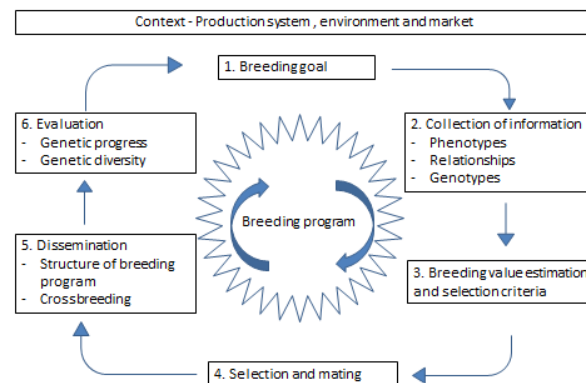 Context - Production system , environment and market
1. Breeding goal
2. Collection of information
- Phenotypes
- Relationships
- Genotypes
3. Breeding value estimation
and selection criteria
4. Selection and mating
5. Dissemination
- Structure of breeding
program
- Crossbreeding
6. Evaluation
- Genetic progress
- Genetic diversity
Breeding program